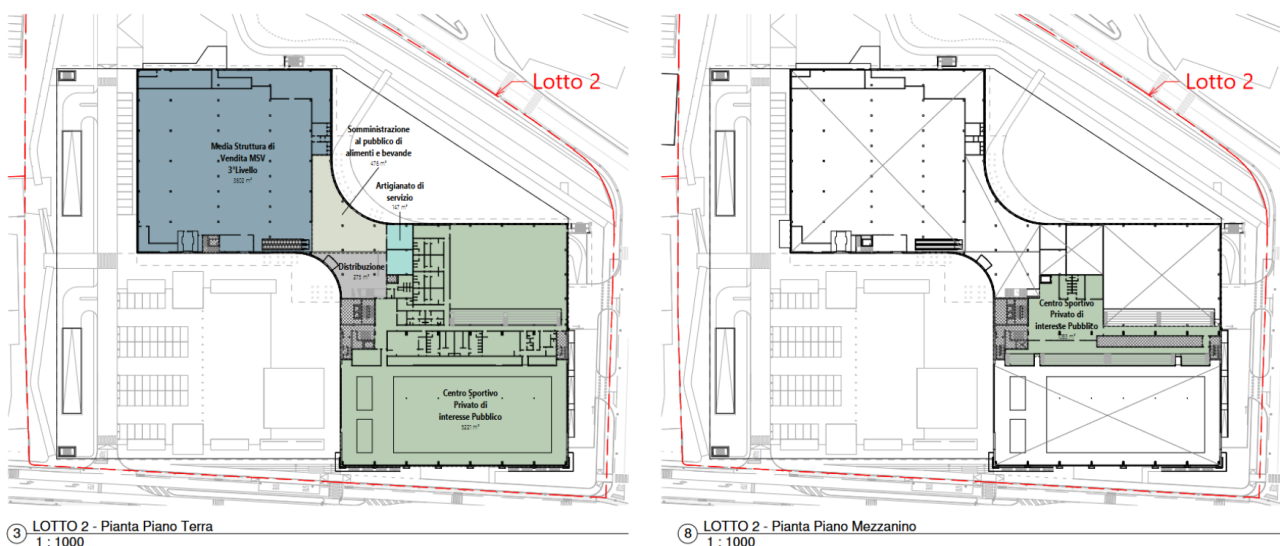 Lotto 2
Somministrazione
al pubblico di
alimenti e bevande
Media Struttura di
Vendita MSV
3°Livello
Artigianato di
servizio
Distribuzione
Centro Sportivo
Privato di
interesse Pubblico
3 LOTTO 2 - Pianta Piano Terra
1 : 1000
Lotto 2
Centro Sportivo
Privato di
interesse Pubblico
8 LOTTO 2 - Pianta Piano Mezzanino
1 : 1000